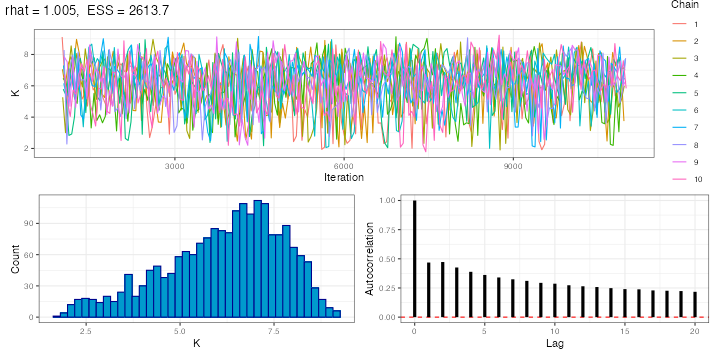 rhat = 1.005, ESS = 2613.7
Chain
1
2
3
4
5
6
7
8
9
10
K
8
6
4
2
3000 6000 9000
Iteration
Count
90
60
30
0
2.5 5.0 7.5
K
Autocorrelation
1.00
0.75
0.50
0.25
0.00
0 5 10 15 20
Lag